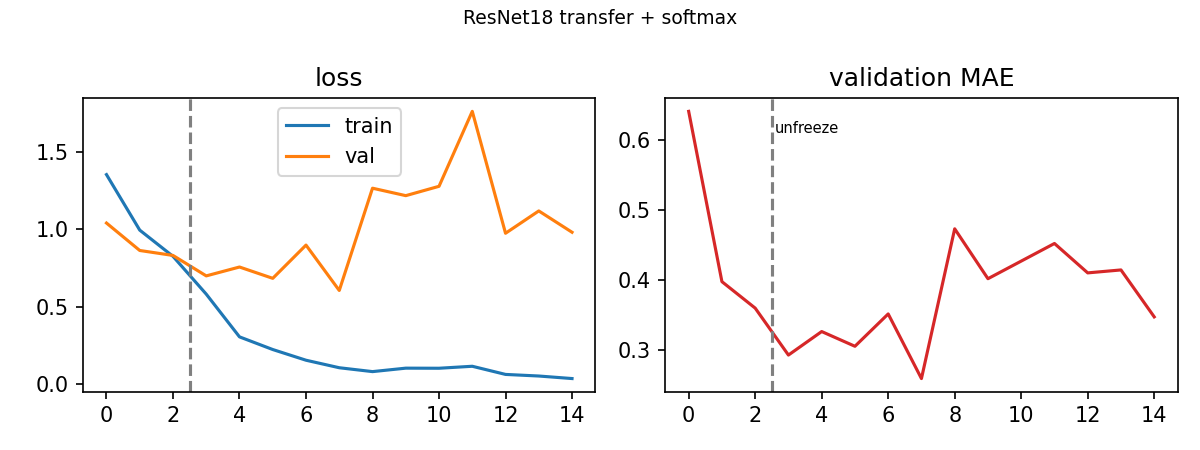 ResNet18 transfer + softmax
loss
train
val
1.5
1.0
0.5
0.0
0 2 4 6 8 10 12 14
validation MAE
unfreeze
0.6
0.5
0.4
0.3
0 2 4 6 8 10 12 14